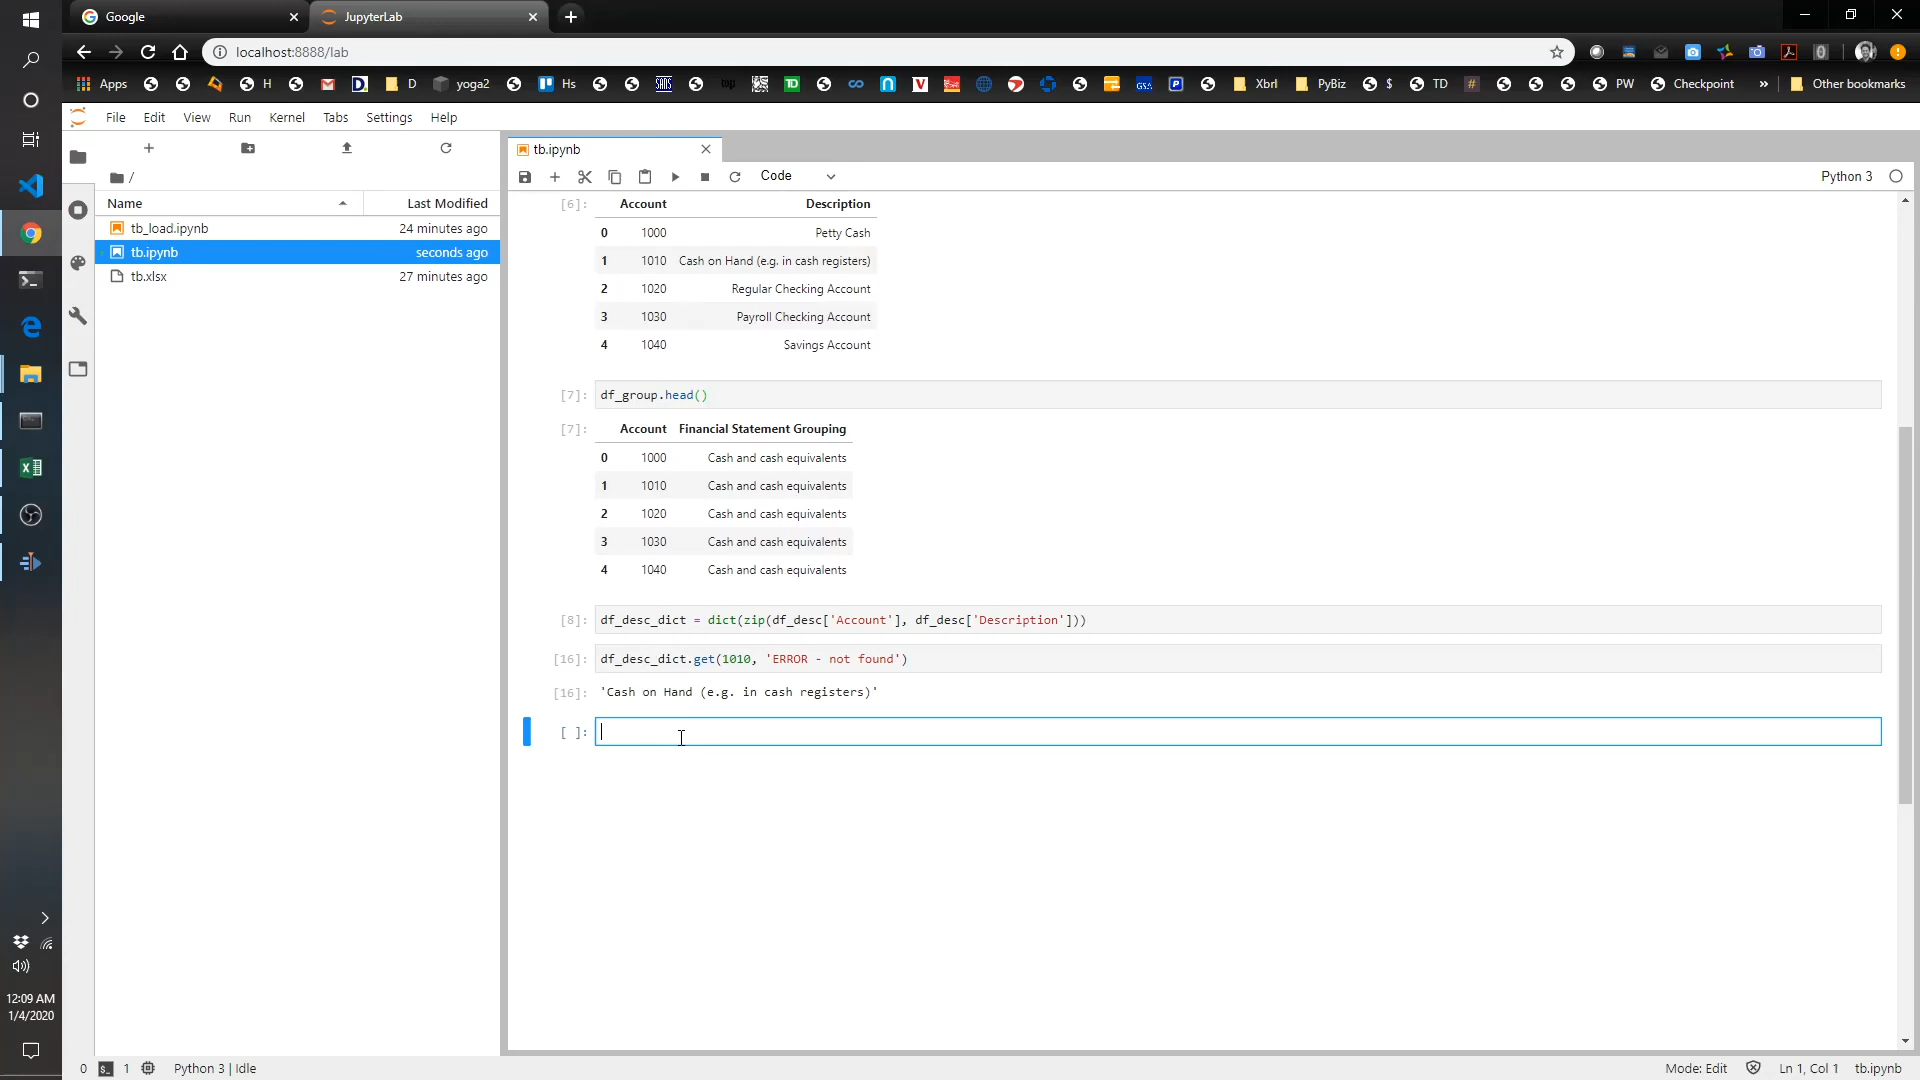 Google
JupyterLab
localhost:8888/lab
Apps H D yoga2 Hs TD Xbrl PyBiz $ TD # PW Checkpoint » Other bookmarks
File Edit View Run Kernel Tabs Settings Help
tb.ipynb
/
Code
Python 3
Name Last Modified
tb_load.ipynb 24 minutes ago
tb.ipynb seconds ago
tb.xlsx 27 minutes ago
[6]: Account Description
0 1000 Petty Cash
1 1010 Cash on Hand (e.g. in cash registers)
2 1020 Regular Checking Account
3 1030 Payroll Checking Account
4 1040 Savings Account
[7]: df_group.head()
[7]: Account Financial Statement Grouping
0 1000 Cash and cash equivalents
1 1010 Cash and cash equivalents
2 1020 Cash and cash equivalents
3 1030 Cash and cash equivalents
4 1040 Cash and cash equivalents
[8]: df_desc_dict = dict(zip(df_desc['Account'], df_desc['Description']))
[16]: df_desc_dict.get(1010, 'ERROR - not found')
[16]: 'Cash on Hand (e.g. in cash registers)'
[ ]:
12:09 AM
1/4/2020
0 1 Python 3 | Idle
Mode: Edit Ln 1, Col 1 tb.ipynb